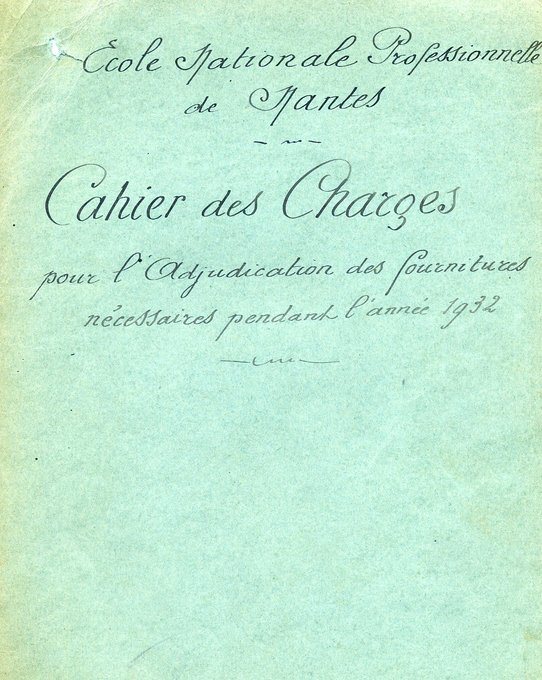 École Nationale Professionnelle
de Nantes
Cahier des Charges
pour l'Adjudication des fournitures
nécessaires pendant l'année 1932